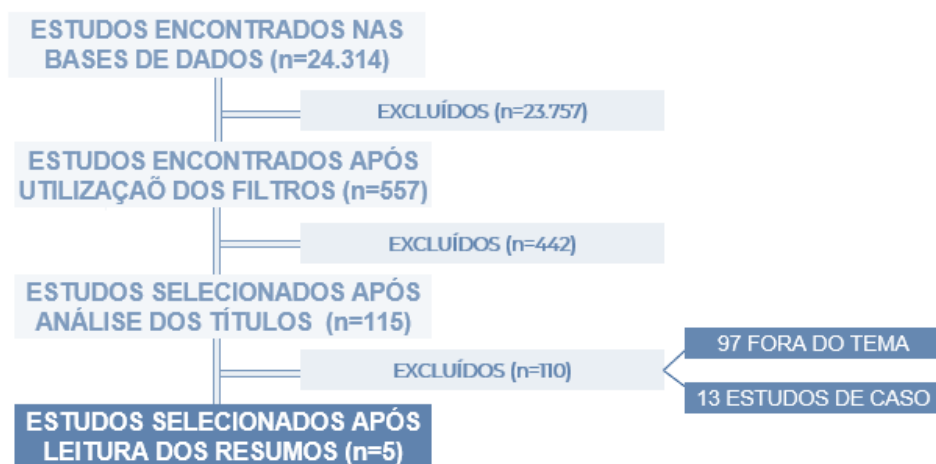 ESTUDOS ENCONTRADOS NAS
BASES DE DADOS (n=24.314)
EXCLUÍDOS (n=23.757)
ESTUDOS ENCONTRADOS APÓS
UTILIZAÇAÕ DOS FILTROS (n=557)
EXCLUÍDOS (n=442)
ESTUDOS SELECIONADOS APÓS
ANÁLISE DOS TÍTULOS (n=115)
EXCLUÍDOS (n=110)
97 FORA DO TEMA
13 ESTUDOS DE CASO
ESTUDOS SELECIONADOS APÓS
LEITURA DOS RESUMOS (n=5)